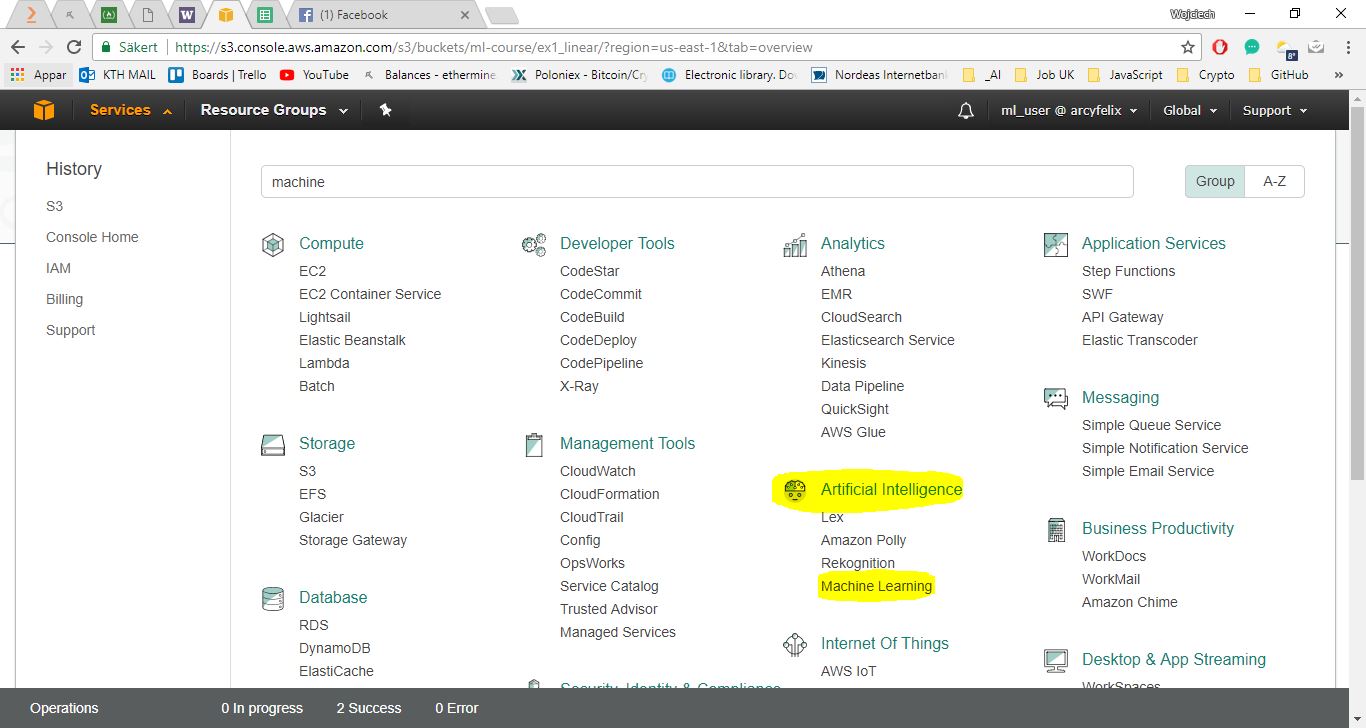 Wojciech
Facebook
Säkert
https://s3.console.aws.amazon.com/s3/buckets/ml-course/ex1_linear/?region=us-east-1&tab=overview
8°
Appar KTH MAIL Boards | Trello YouTube Balances - ethermine Poloniex - Bitcoin/Cry Electronic library. Do Nordeas Internetban _AI Job UK JavaScript Crypto GitHub »
Services Resource Groups ml_user @ arcyfelix Global Support
History
S3
Console Home
IAM
Billing
Support
machine
Group A-Z
Compute
EC2
EC2 Container Service
Lightsail
Elastic Beanstalk
Lambda
Batch
Storage
S3
EFS
Glacier
Storage Gateway
Database
RDS
DynamoDB
ElastiCache
Developer Tools
CodeStar
CodeCommit
CodeBuild
CodeDeploy
CodePipeline
X-Ray
Management Tools
CloudWatch
CloudFormation
CloudTrail
Config
OpsWorks
Service Catalog
Trusted Advisor
Managed Services
Security, Identity & Compliance
Analytics
Athena
EMR
CloudSearch
Elasticsearch Service
Kinesis
Data Pipeline
QuickSight
AWS Glue
Artificial Intelligence
Lex
Amazon Polly
Rekognition
Machine Learning
Internet Of Things
AWS IoT
Application Services
Step Functions
SWF
API Gateway
Elastic Transcoder
Messaging
Simple Queue Service
Simple Notification Service
Simple Email Service
Business Productivity
WorkDocs
WorkMail
Amazon Chime
Desktop & App Streaming
WorkSpaces
Operations 0 In progress 2 Success 0 Error